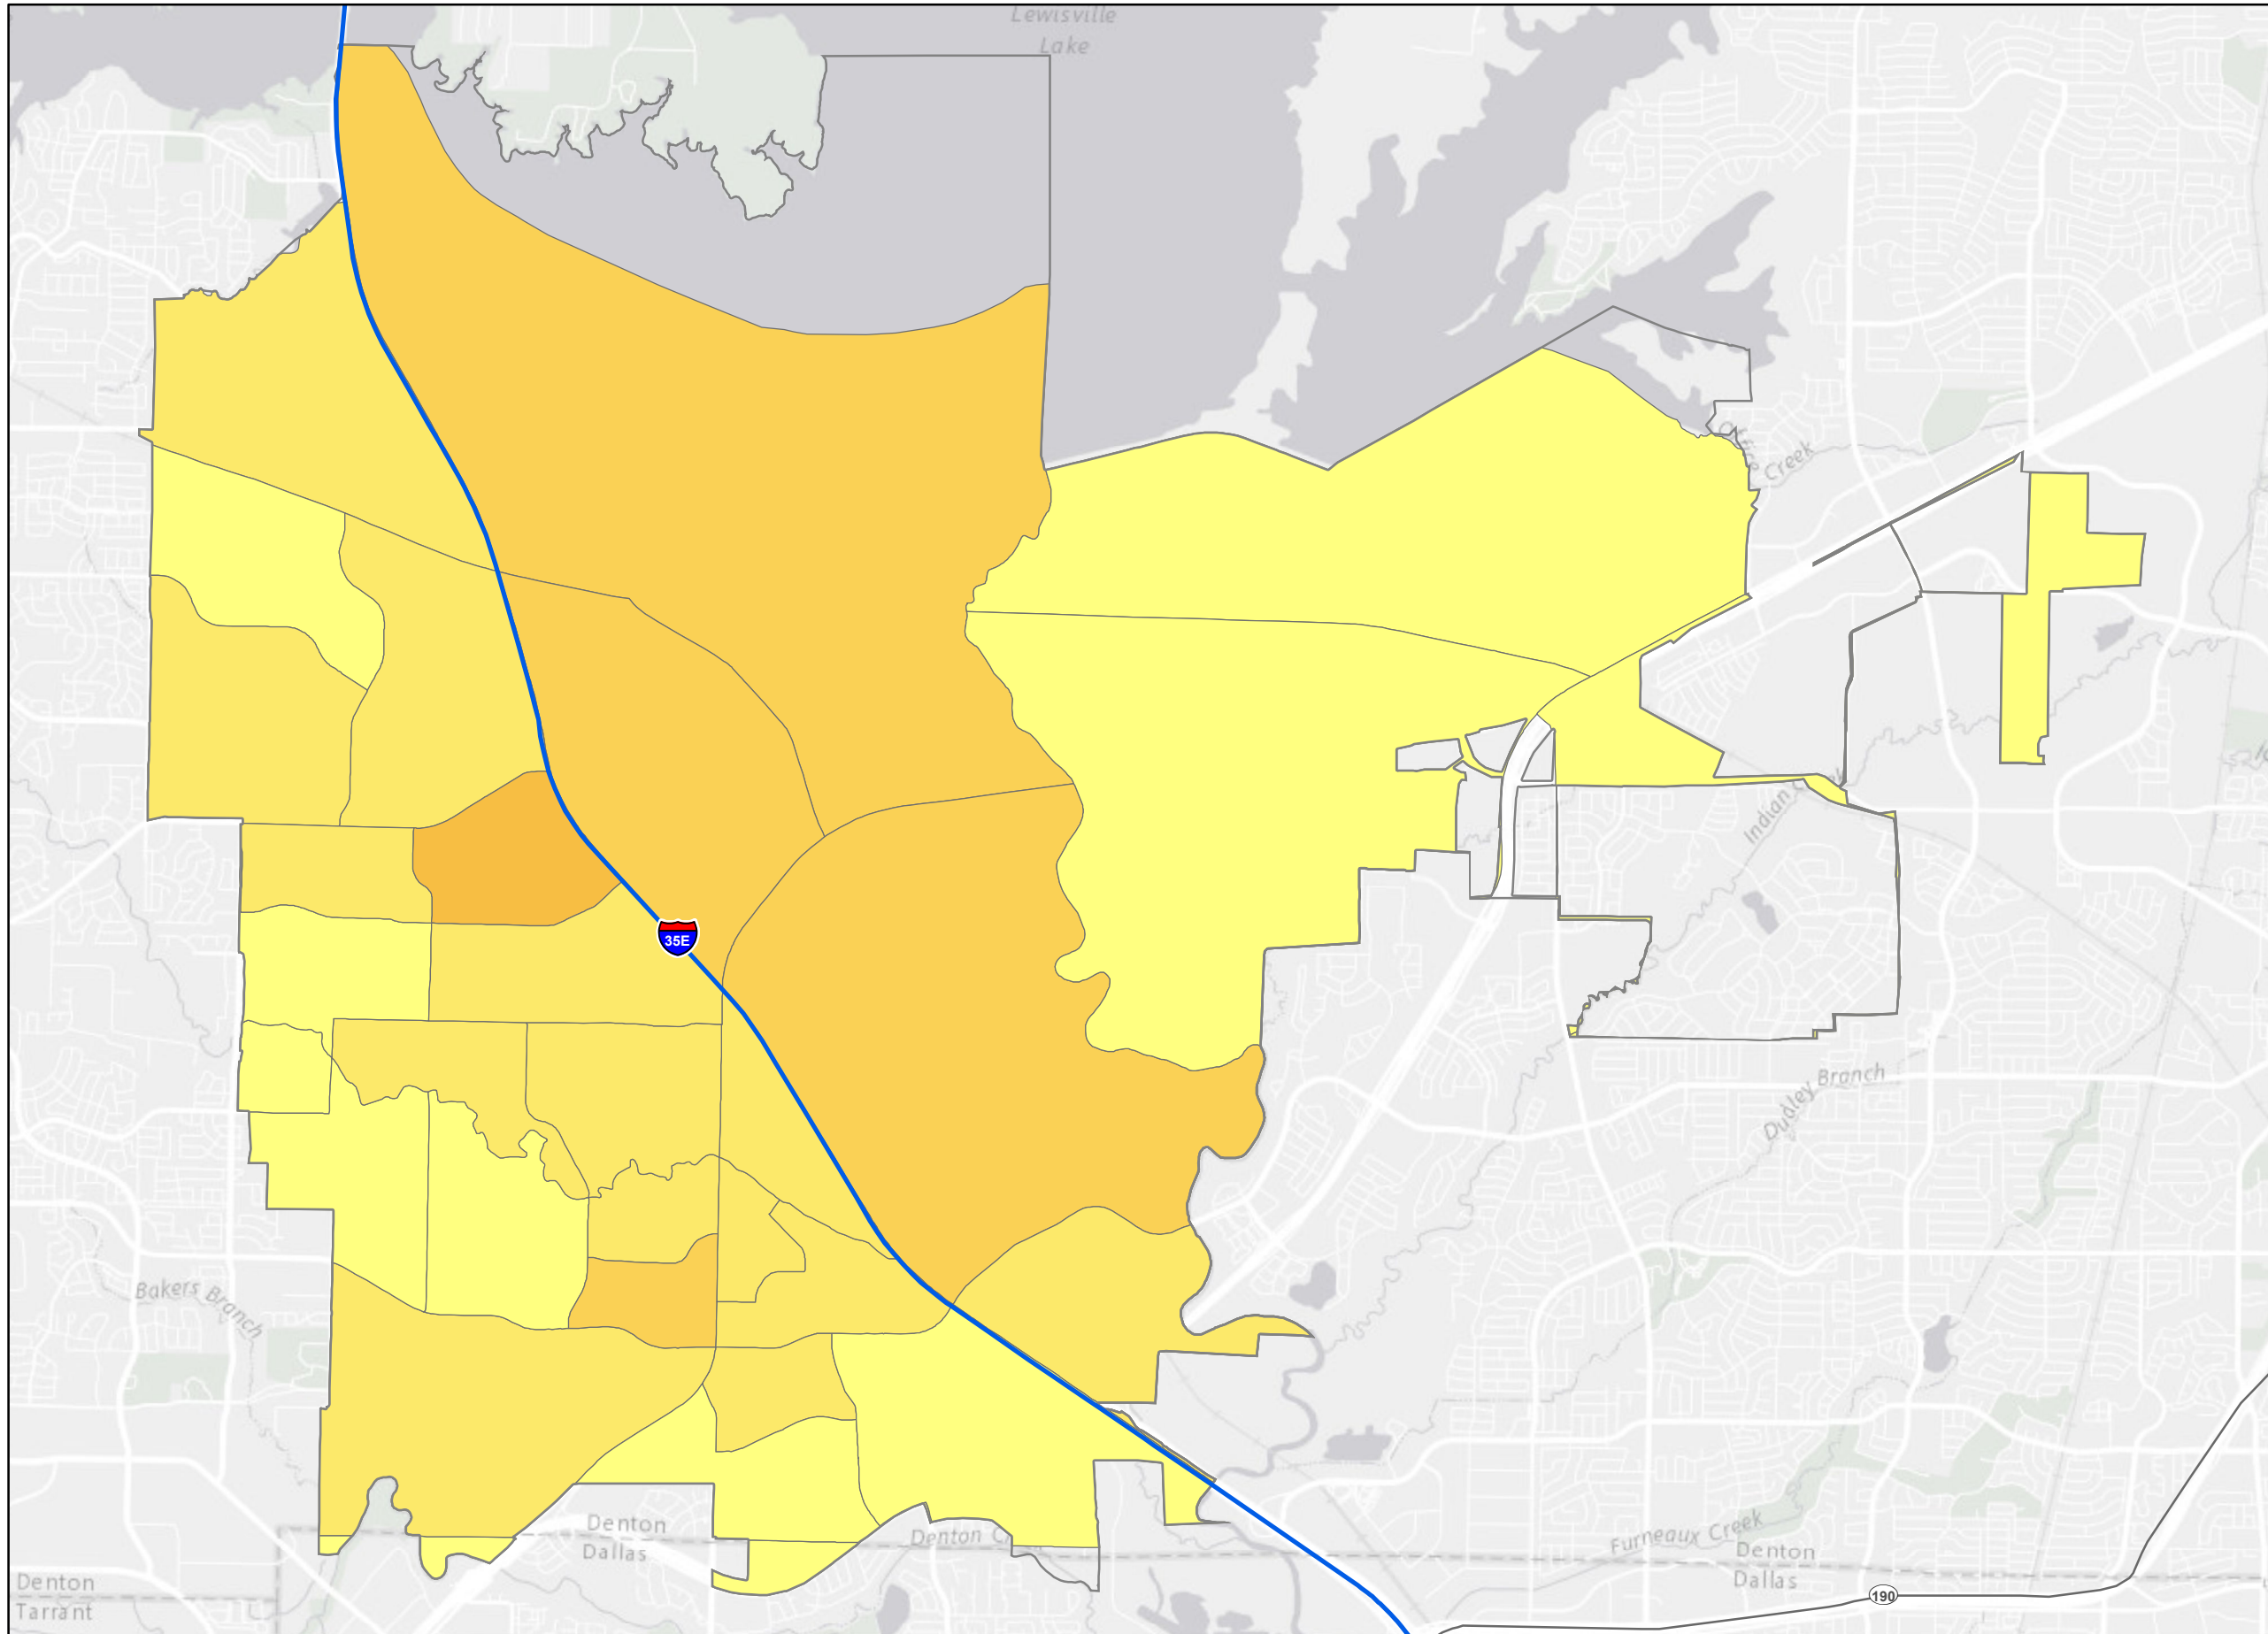 Lewisville
Lake
Creek
Indian
35E
Dudley Branch
Bakers Branch
Denton
Dallas
Denton
Furneaux Creek
Denton
Dallas
Denton
Tarrant
190